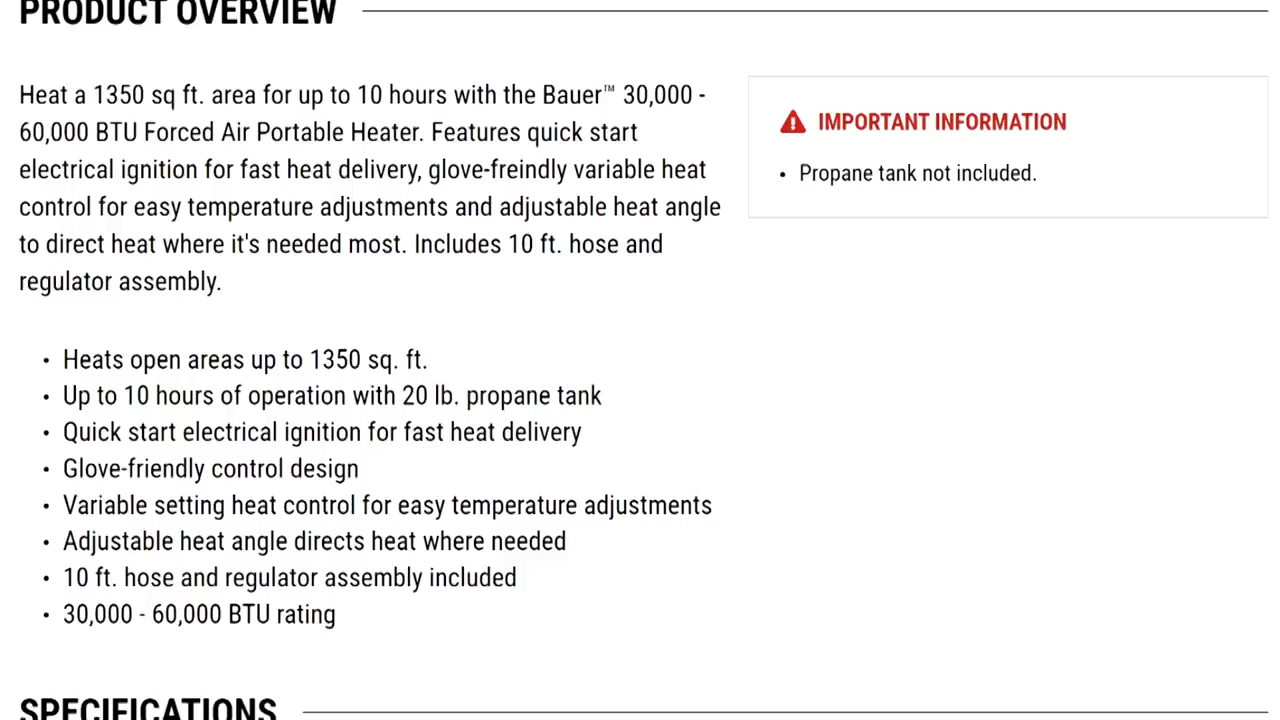 PRODUCT OVERVIEW
Heat a 1350 sq ft. area for up to 10 hours with the Bauer™ 30,000 -
60,000 BTU Forced Air Portable Heater. Features quick start
electrical ignition for fast heat delivery, glove-freindly variable heat
control for easy temperature adjustments and adjustable heat angle
to direct heat where it's needed most. Includes 10 ft. hose and
regulator assembly.
• Heats open areas up to 1350 sq. ft.
• Up to 10 hours of operation with 20 lb. propane tank
• Quick start electrical ignition for fast heat delivery
• Glove-friendly control design
• Variable setting heat control for easy temperature adjustments
• Adjustable heat angle directs heat where needed
• 10 ft. hose and regulator assembly included
• 30,000 - 60,000 BTU rating
IMPORTANT INFORMATION
• Propane tank not included.
SPECIFICATIONS